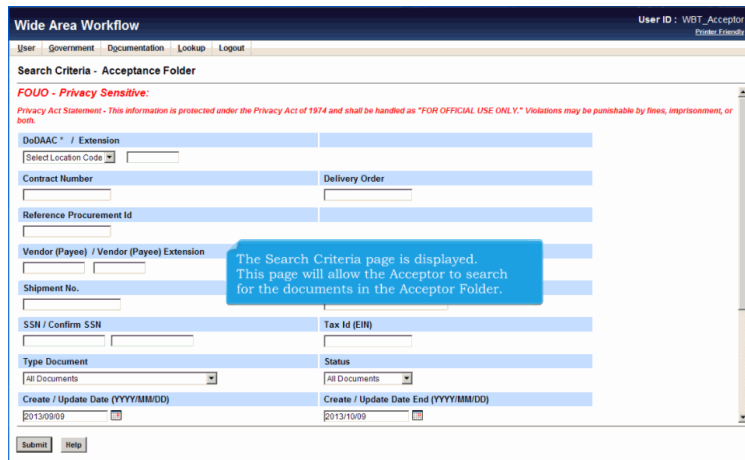 Wide Area Workflow
User ID : WBT_Acceptor
Printer Friendly
User Government Documentation Lookup Logout
Search Criteria - Acceptance Folder
FOUO - Privacy Sensitive:
Privacy Act Statement - This information is protected under the Privacy Act of 1974 and shall be handled as "FOR OFFICIAL USE ONLY." Violations may be punishable by fines, imprisonment, or
both.
DoDAAC * / Extension
Select Location Code
Contract Number Delivery Order
Reference Procurement Id
Vendor (Payee) / Vendor (Payee) Extension
The Search Criteria page is displayed.
This page will allow the Acceptor to search
for the documents in the Acceptor Folder.
Shipment No.
SSN / Confirm SSN Tax Id (EIN)
Type Document Status
All Documents All Documents
Create / Update Date (YYYY/MM/DD) Create / Update Date End (YYYY/MM/DD)
2013/09/09 2013/10/09
Submit Help